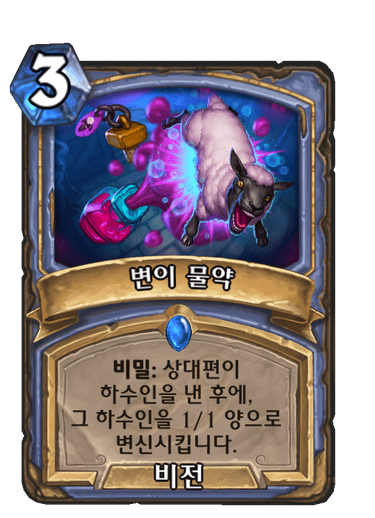 3
변이 물약
비밀: 상대편이
하수인을 낸 후에,
그 하수인을 1/1 양으로
변신시킵니다.
비전